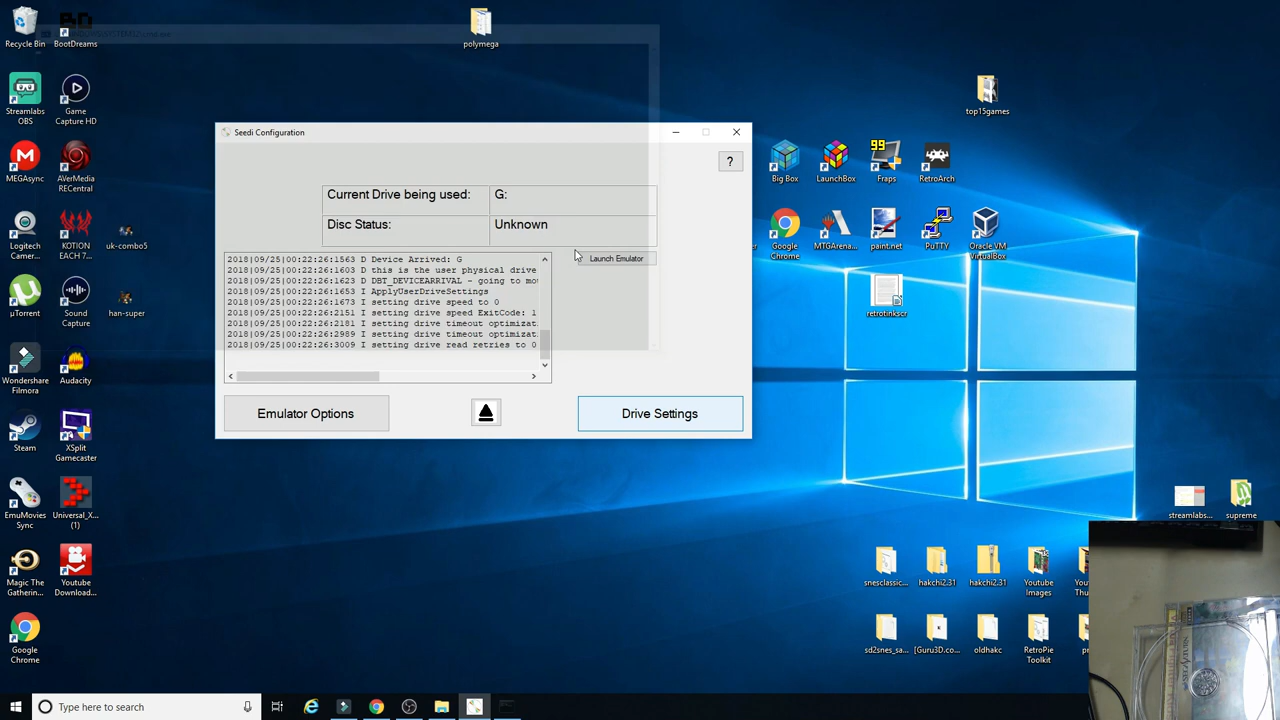 Recycle Bin
BootDreams
polymega
Streamlabs
OBS
Game
Capture HD
top15games
Seedi Configuration
?
Current Drive being used:
G:
Disc Status:
Unknown
Launch Emulator
2018|09/25|00:22:26:1563 D Device Arrived: G
2018|09/25|00:22:26:1603 D this is the user physical drive
2018|09/25|00:22:26:1623 D DBT_DEVICEARRIVAL - going to mo
2018|09/25|00:22:26:1653 I ApplyUserDriveSettings
2018|09/25|00:22:26:1673 I setting drive speed to 0
2018|09/25|00:22:26:2151 I setting drive speed ExitCode: 1
2018|09/25|00:22:26:2181 I setting drive timeout optimizat
2018|09/25|00:22:26:2989 I setting drive timeout optimizati
2018|09/25|00:22:26:3009 I setting drive read retries to 0
Emulator Options
Drive Settings
MEGAsync
AVerMedia
RECentral
99
Big Box
LaunchBox
Fraps
RetroArch
Logitech
Camer...
KOTION
EACH 7...
uk-combo5
Google
Chrome
MTGArena...
paint.net
PuTTY
Oracle VM
VirtualBox
µTorrent
Sound
Capture
han-super
retrotinkscr
Wondershare
Filmora
Audacity
Steam
XSplit
Gamecaster
EmuMovies
Sync
Universal_X...
(1)
streamlabs...
supreme
Magic The
Gatherin...
Youtube
Download...
snesclassic...
hakchi2.31
hakchi2.31
Youtube
Images
Google
Chrome
sd2snes_sa...
[Guru3D.co...
oldhakc
RetroPie
Toolkit
Type here to search